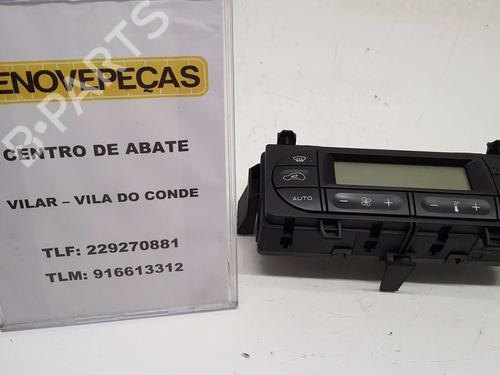 B-PARTS
ENOVEPEÇAS
CENTRO DE ABATE
VILAR – VILA DO CONDE
TLF: 229270881
TLM: 916613312
AUTO
- +
- +